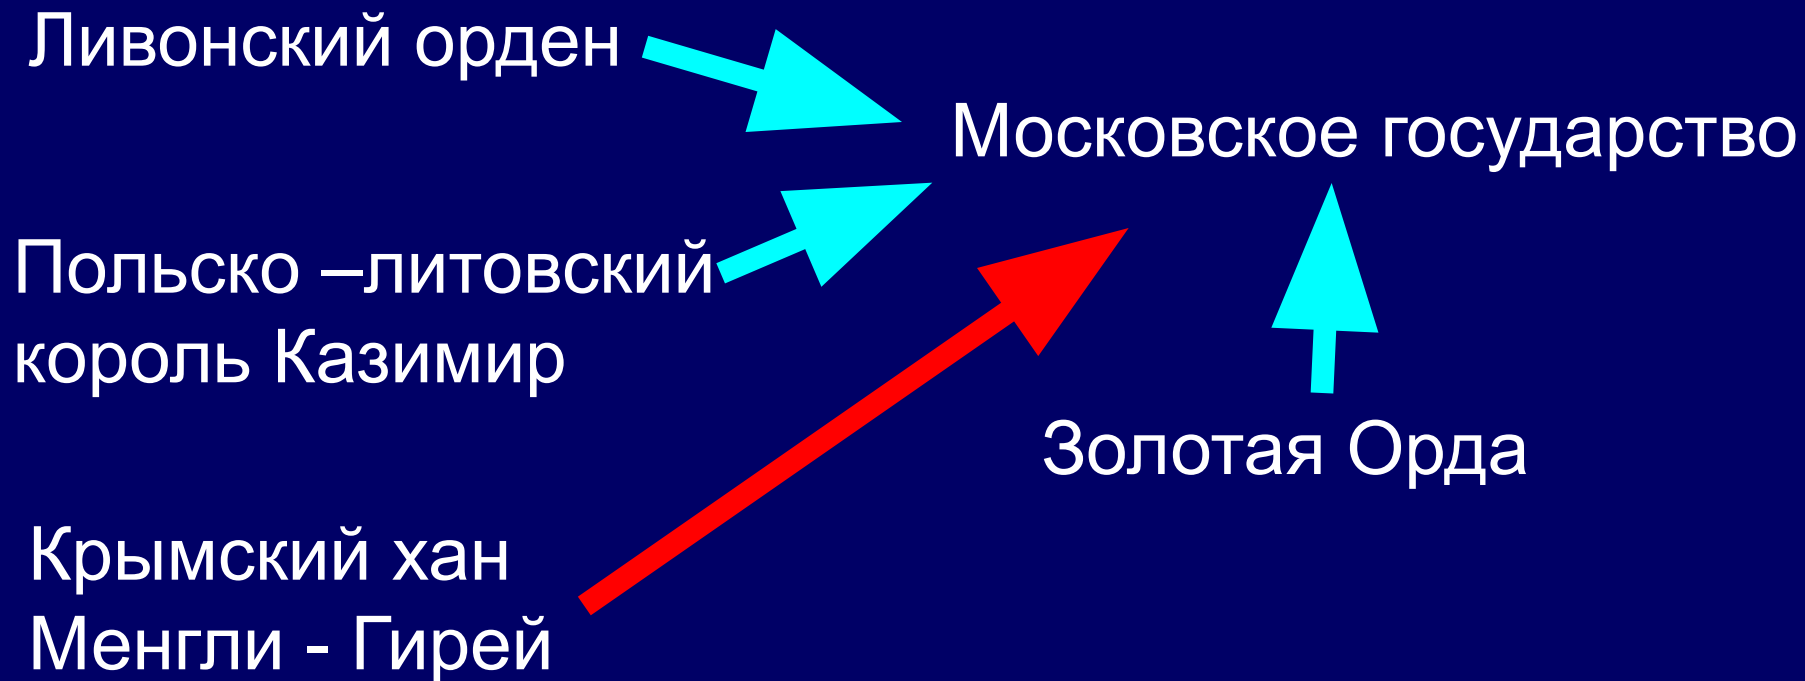 Ливонский орден
Московское государство
Польско –литовский
король Казимир
Золотая Орда
Крымский хан
Менгли - Гирей